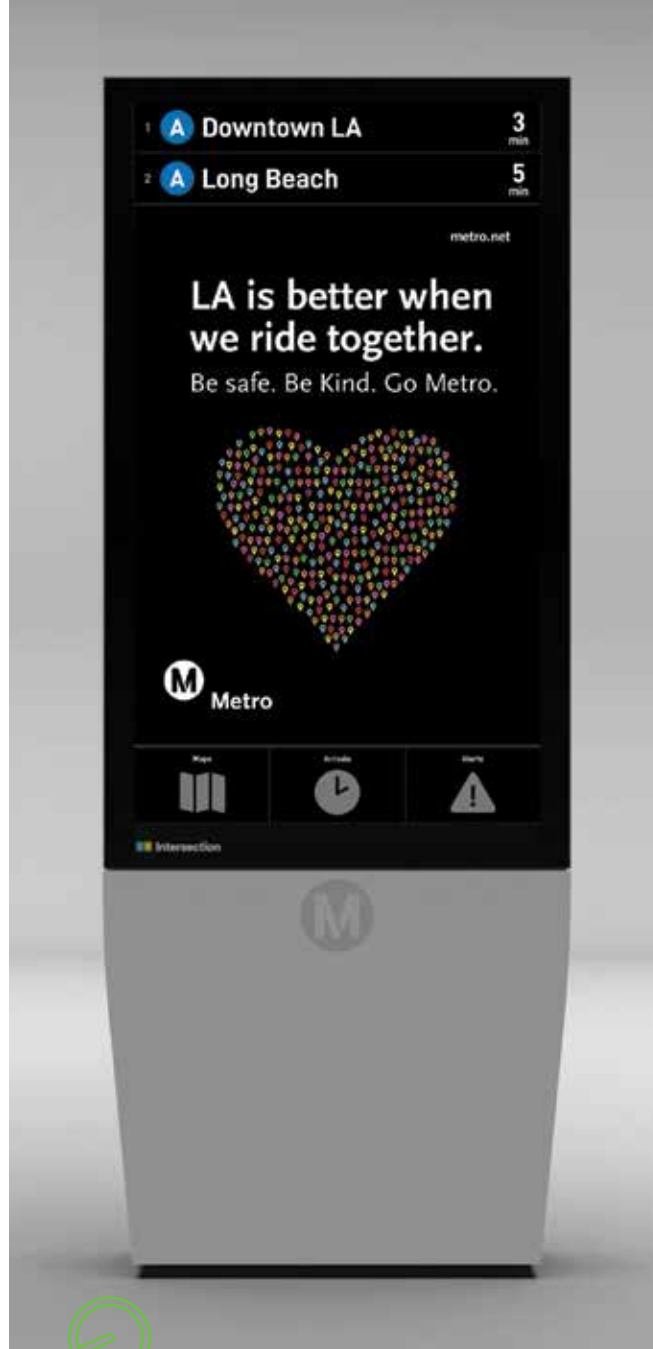 1 A Downtown LA 3 min
2 A Long Beach 5 min
metro.net
LA is better when
we ride together.
Be safe. Be Kind. Go Metro.
M Metro
Maps Arrivals Alerts
Intersection
M